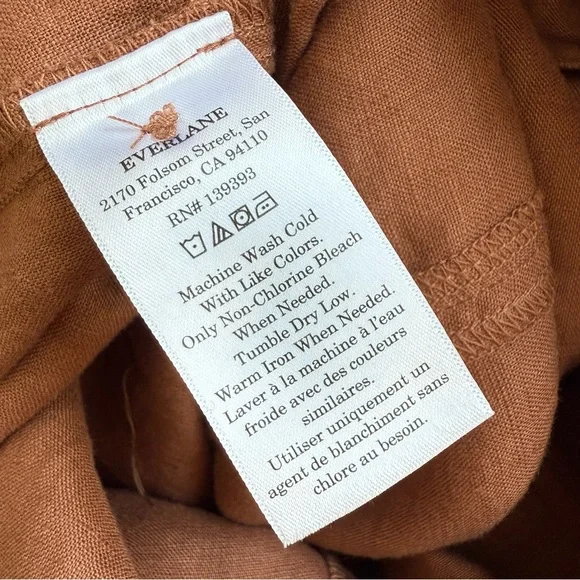 EVERLANE
2170 Folsom Street, San
Francisco, CA 94110
RN# 139393
Machine Wash Cold
With Like Colors.
Only Non-Chlorine Bleach
When Needed.
Tumble Dry Low.
Warm Iron When Needed.
Laver à la machine à l'eau
froide avec des couleurs
similaires.
Utiliser uniquement un
agent de blanchiment sans
chlore au besoin.